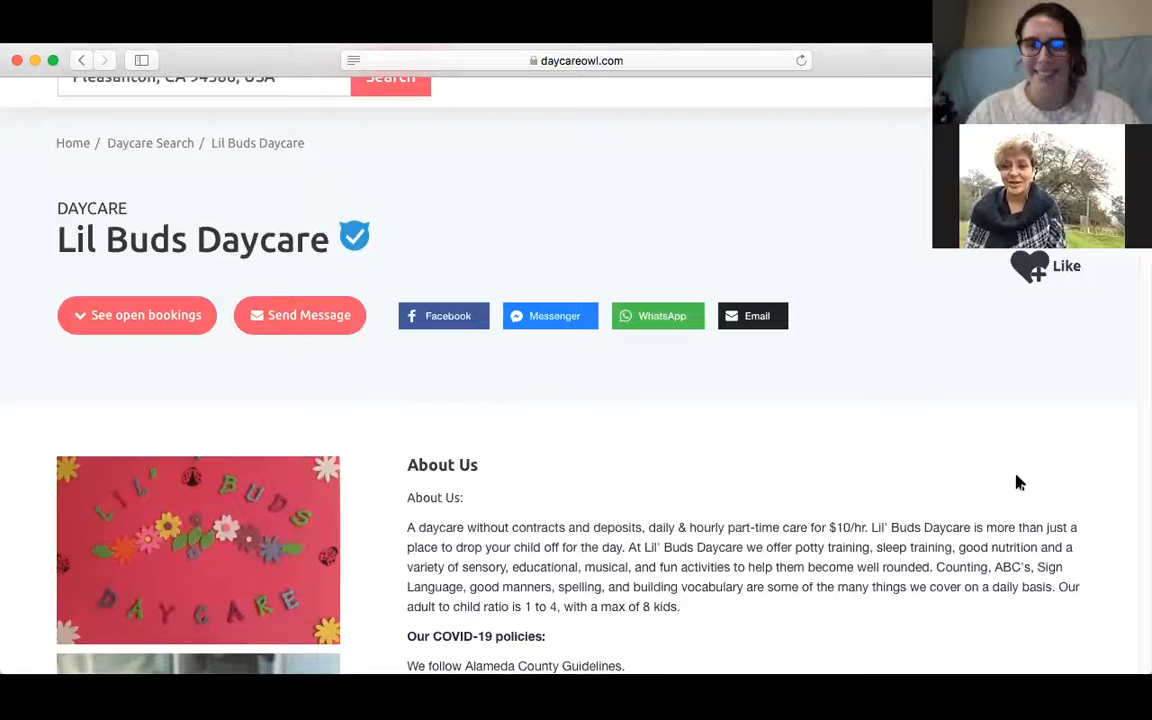 daycareowl.com
Pleasanton, CA 94588, USA
Search
Home / Daycare Search / Lil Buds Daycare
DAYCARE
Lil Buds Daycare
Like
See open bookings
Send Message
Facebook
Messenger
WhatsApp
Email
LIL' BUDS
DAYCARE
About Us
About Us:
A daycare without contracts and deposits, daily & hourly part-time care for $10/hr. Lil' Buds Daycare is more than just a
place to drop your child off for the day. At Lil' Buds Daycare we offer potty training, sleep training, good nutrition and a
variety of sensory, educational, musical, and fun activities to help them become well rounded. Counting, ABC's, Sign
Language, good manners, spelling, and building vocabulary are some of the many things we cover on a daily basis. Our
adult to child ratio is 1 to 4, with a max of 8 kids.
Our COVID-19 policies:
We follow Alameda County Guidelines.